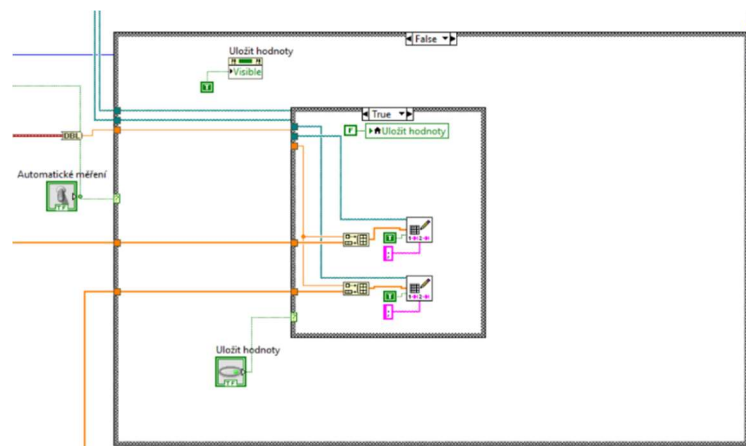 False
Uložit hodnoty
Visible
T
True
F
Uložit hodnoty
DBL
Automatické měření
TF
?
T
:
T
:
?
Uložit hodnoty
TF